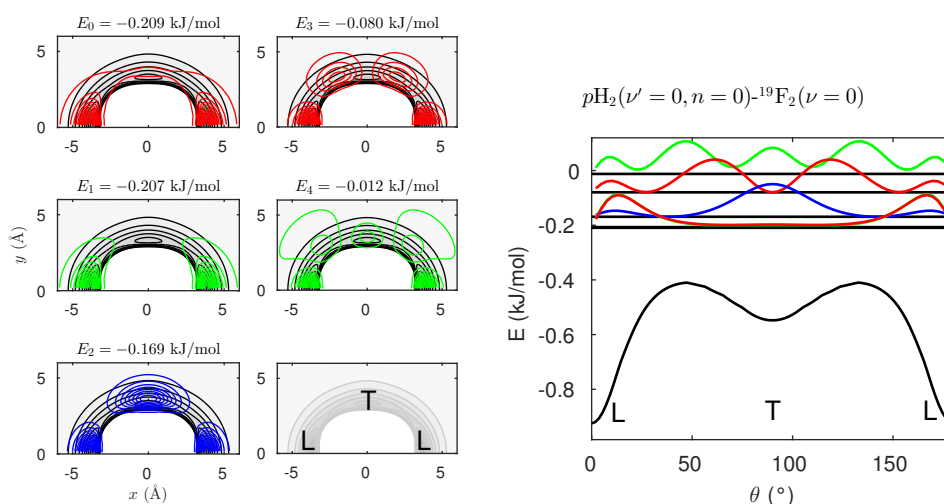 E₀ = −0.209 kJ/mol
5
0
-5
0
5
E₃ = −0.080 kJ/mol
5
0
-5
0
5
E₁ = −0.207 kJ/mol
5
0
-5
0
5
y (Å)
E₄ = −0.012 kJ/mol
5
0
-5
0
5
E₂ = −0.169 kJ/mol
5
0
-5
0
5
x (Å)
T
L L
5
0
-5
0
5
pH₂(ν′ = 0, n = 0)-¹⁹F₂(ν = 0)
0
-0.2
-0.4
-0.6
-0.8
E (kJ/mol)
L T L
0 50 100 150
θ (°)